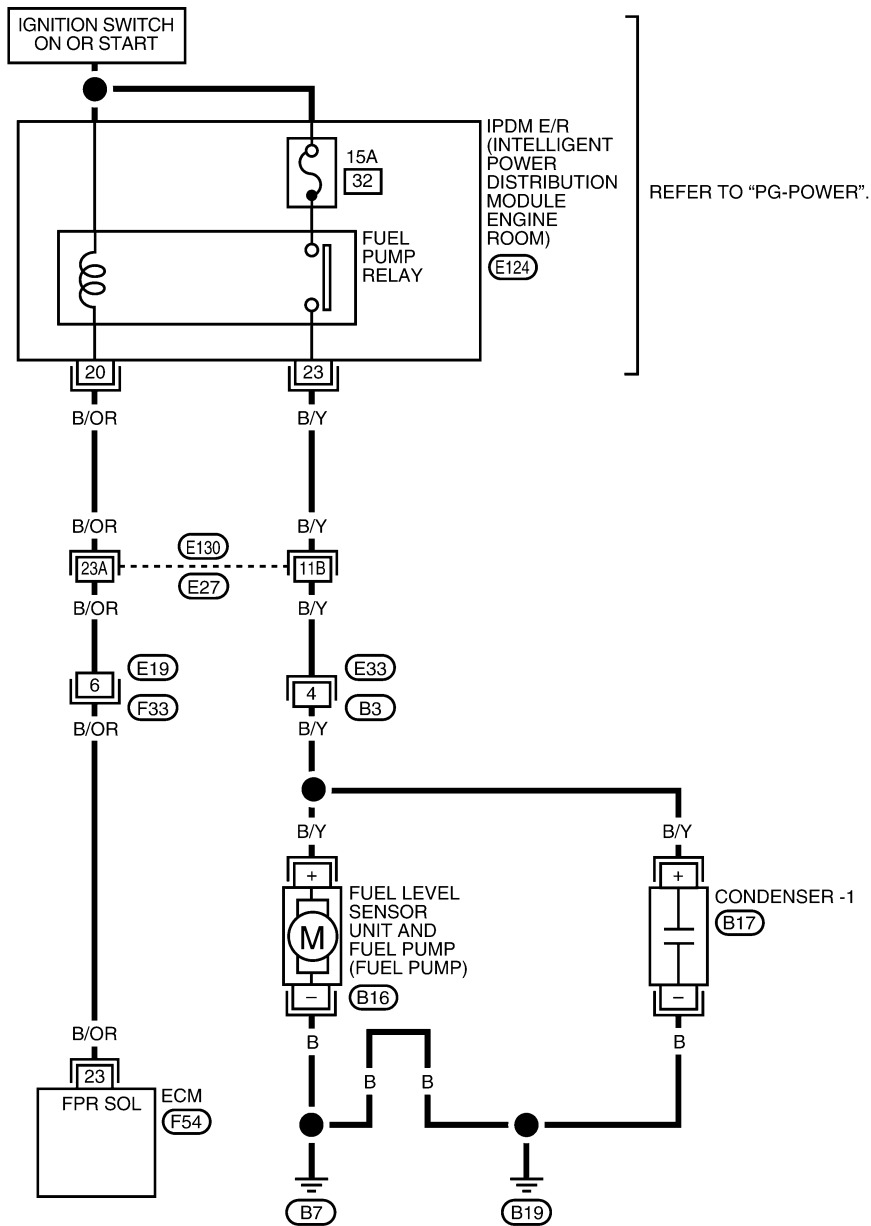 IGNITION SWITCH
ON OR START
IPDM E/R
(INTELLIGENT
POWER
DISTRIBUTION
MODULE
ENGINE
ROOM)
E124
REFER TO “PG-POWER”.
15A
32
FUEL
PUMP
RELAY
20
23
B/OR
B/Y
B/OR
B/Y
E130
23A
11B
E27
B/OR
B/Y
E19
E33
6
4
F33
B3
B/OR
B/Y
B/Y
B/Y
+
+
FUEL LEVEL
SENSOR
UNIT AND
FUEL PUMP
(FUEL PUMP)
M
CONDENSER -1
B17
–
B16
–
B/OR
B
B
B
B
23
FPR SOL
ECM
F54
B7
B19